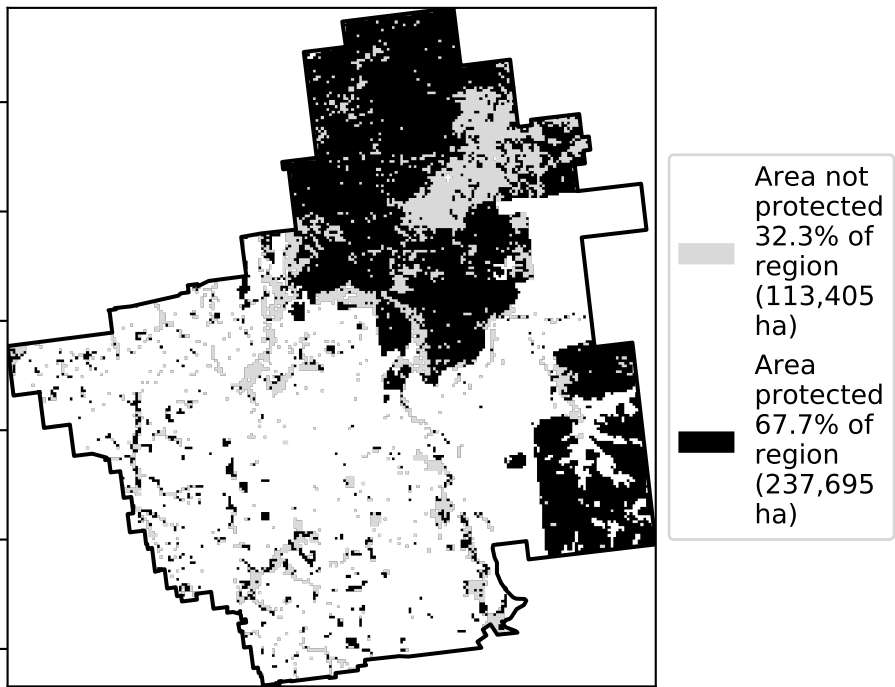 Area not
protected
32.3% of
region
(113,405
ha)
Area
protected
67.7% of
region
(237,695
ha)